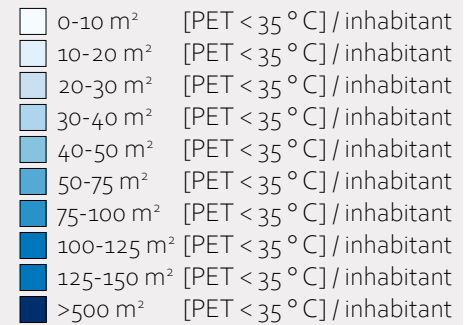 0-10 m² [PET < 35 ° C] / inhabitant
10-20 m² [PET < 35 ° C] / inhabitant
20-30 m² [PET < 35 ° C] / inhabitant
30-40 m² [PET < 35 ° C] / inhabitant
40-50 m² [PET < 35 ° C] / inhabitant
50-75 m² [PET < 35 ° C] / inhabitant
75-100 m² [PET < 35 ° C] / inhabitant
100-125 m² [PET < 35 ° C] / inhabitant
125-150 m² [PET < 35 ° C] / inhabitant
>500 m² [PET < 35 ° C] / inhabitant